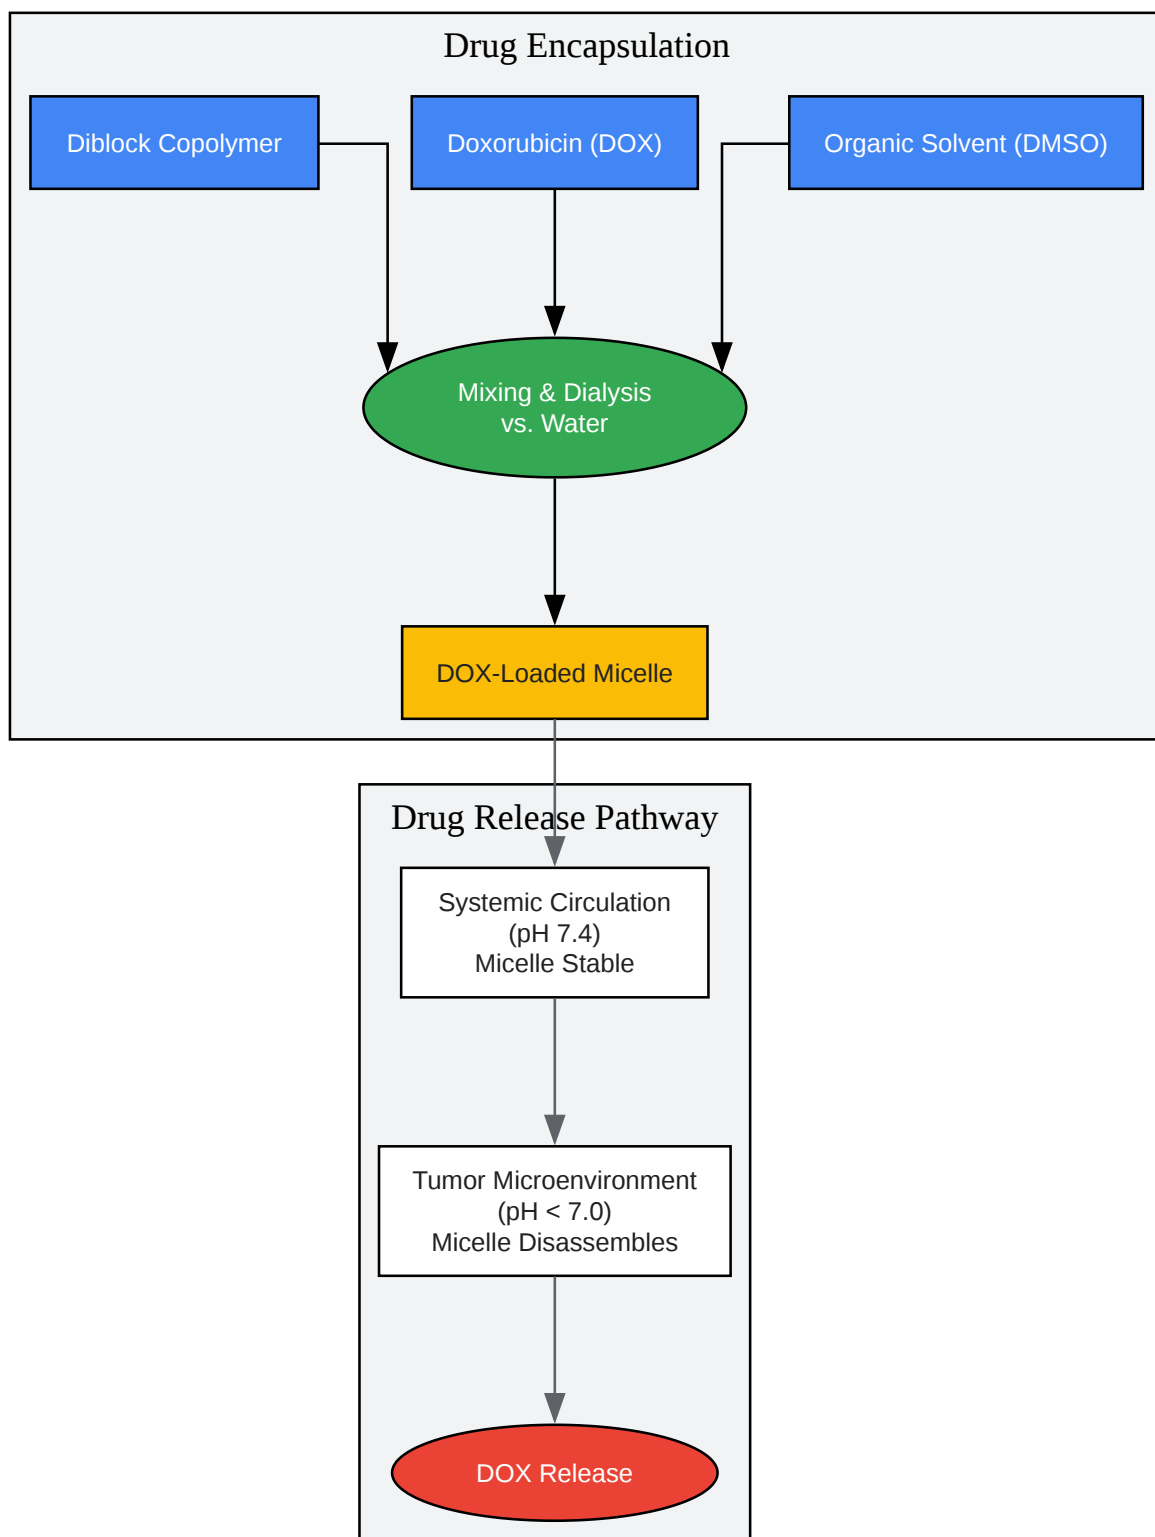 Drug Encapsulation
Diblock Copolymer
Doxorubicin (DOX)
Organic Solvent (DMSO)
Mixing & Dialysis
vs. Water
DOX-Loaded Micelle
Drug Release Pathway
Systemic Circulation
(pH 7.4)
Micelle Stable
Tumor Microenvironment
(pH < 7.0)
Micelle Disassembles
DOX Release